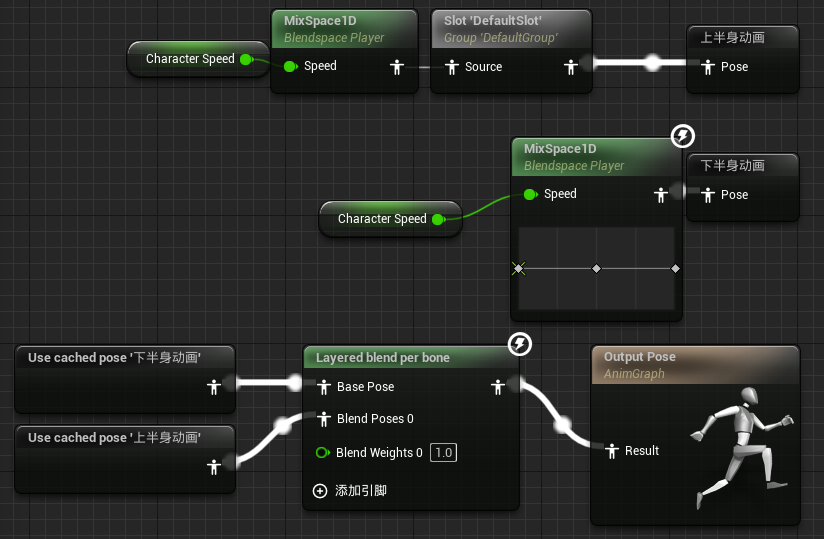 MixSpace1D
Blendspace Player
Character Speed
Speed
Slot 'DefaultSlot'
Group 'DefaultGroup'
Source
上半身动画
Pose
MixSpace1D
Blendspace Player
Character Speed
Speed
下半身动画
Pose
Use cached pose '下半身动画'
Use cached pose '上半身动画'
Layered blend per bone
Base Pose
Blend Poses 0
Blend Weights 0 1.0
添加引脚
Output Pose
AnimGraph
Result